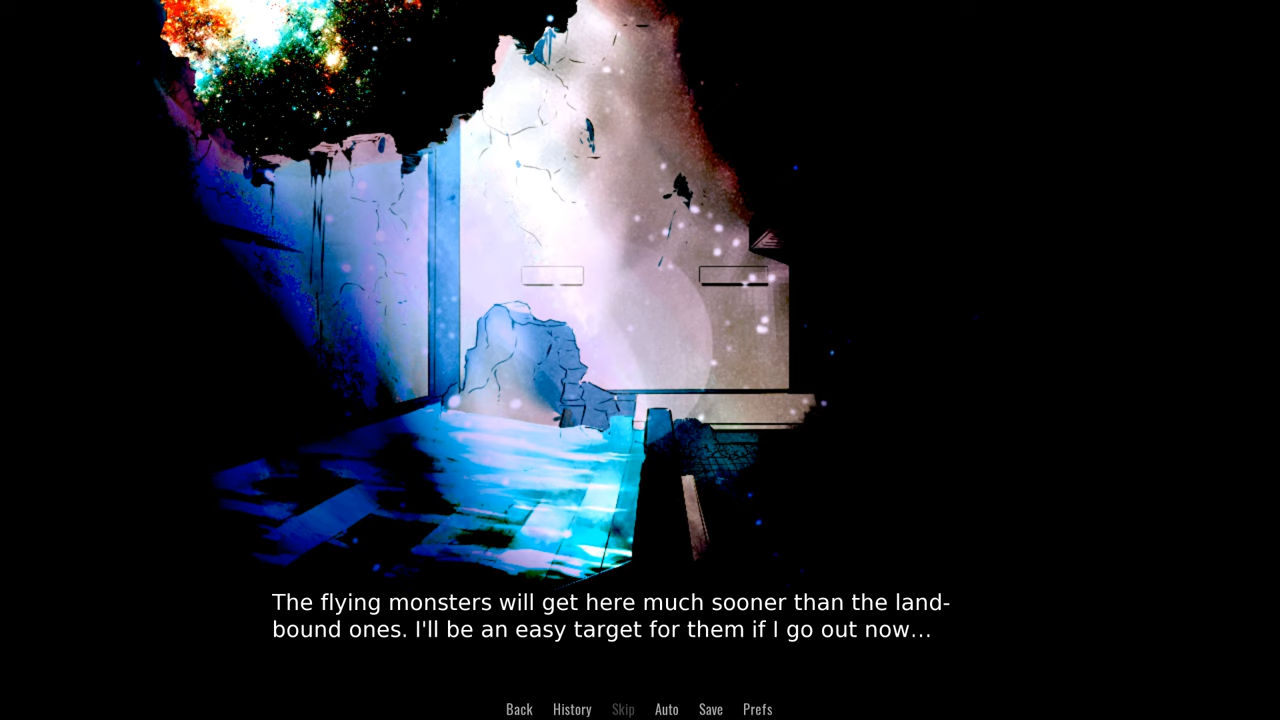 The flying monsters will get here much sooner than the land-
bound ones. I'll be an easy target for them if I go out now...
Back History Skip Auto Save Prefs